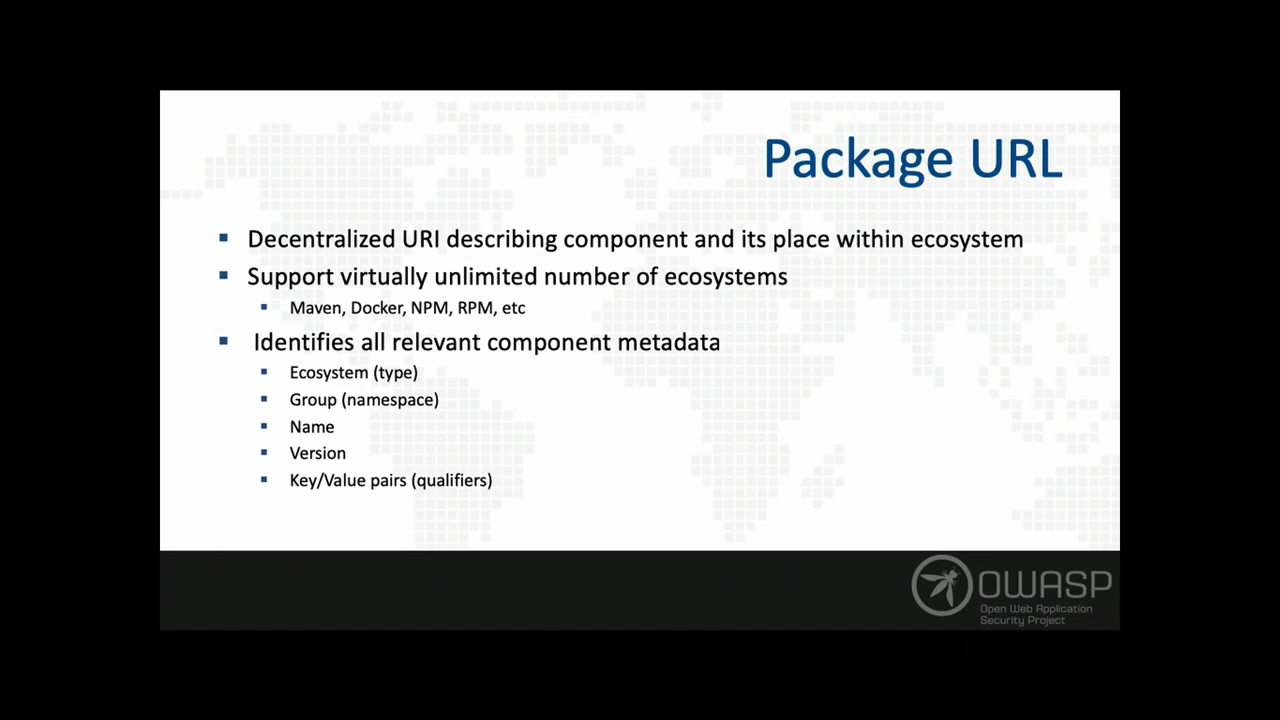 Package URL
Decentralized URI describing component and its place within ecosystem
Support virtually unlimited number of ecosystems
Maven, Docker, NPM, RPM, etc
Identifies all relevant component metadata
Ecosystem (type)
Group (namespace)
Name
Version
Key/Value pairs (qualifiers)
OWASP
Open Web Application
Security Project